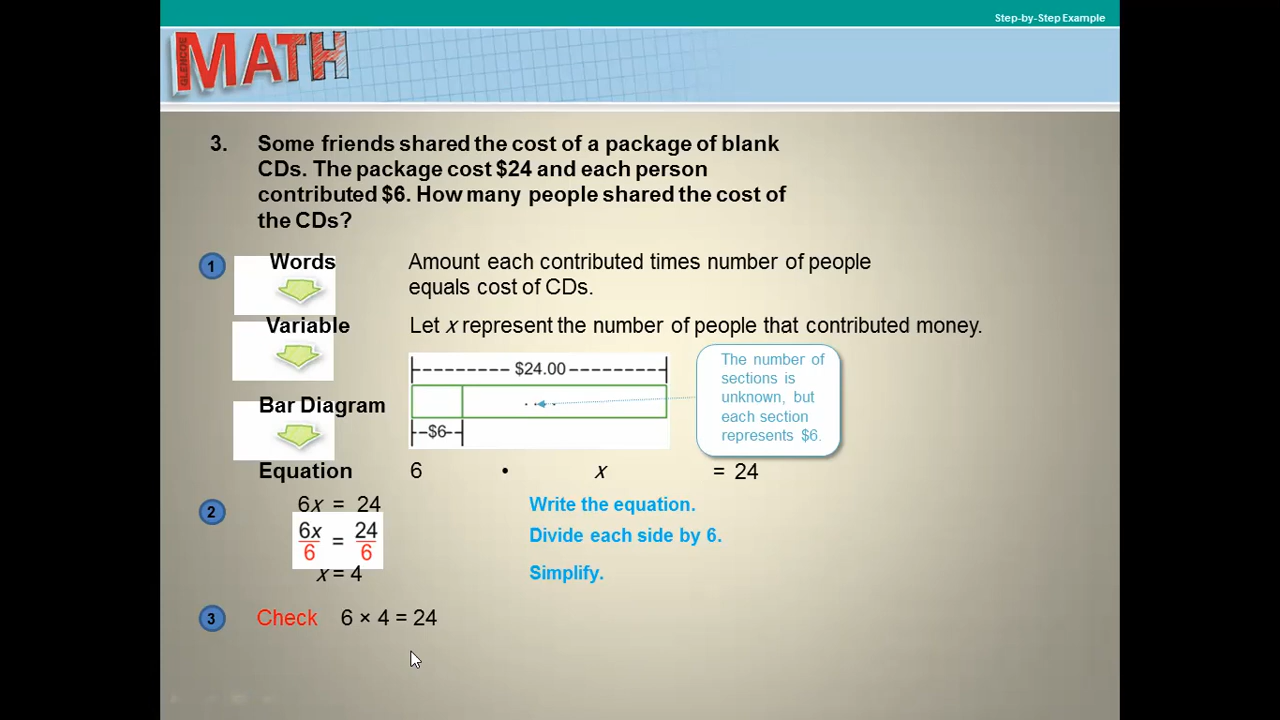 Step-by-Step Example
GLENCOE
MATH
3. Some friends shared the cost of a package of blank
CDs. The package cost $24 and each person
contributed $6. How many people shared the cost of
the CDs?
1 Words Amount each contributed times number of people
equals cost of CDs.
Variable Let x represent the number of people that contributed money.
$24.00
The number of
sections is
unknown, but
each section
represents $6.
Bar Diagram
. . .
$6
Equation 6 • x = 24
2 6x = 24 Write the equation.
6x/6 = 24/6 Divide each side by 6.
x = 4 Simplify.
3 Check 6 × 4 = 24